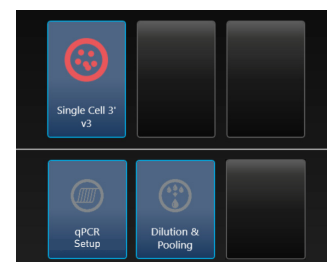 Single Cell 3'
v3
qPCR
Setup
Dilution &
Pooling